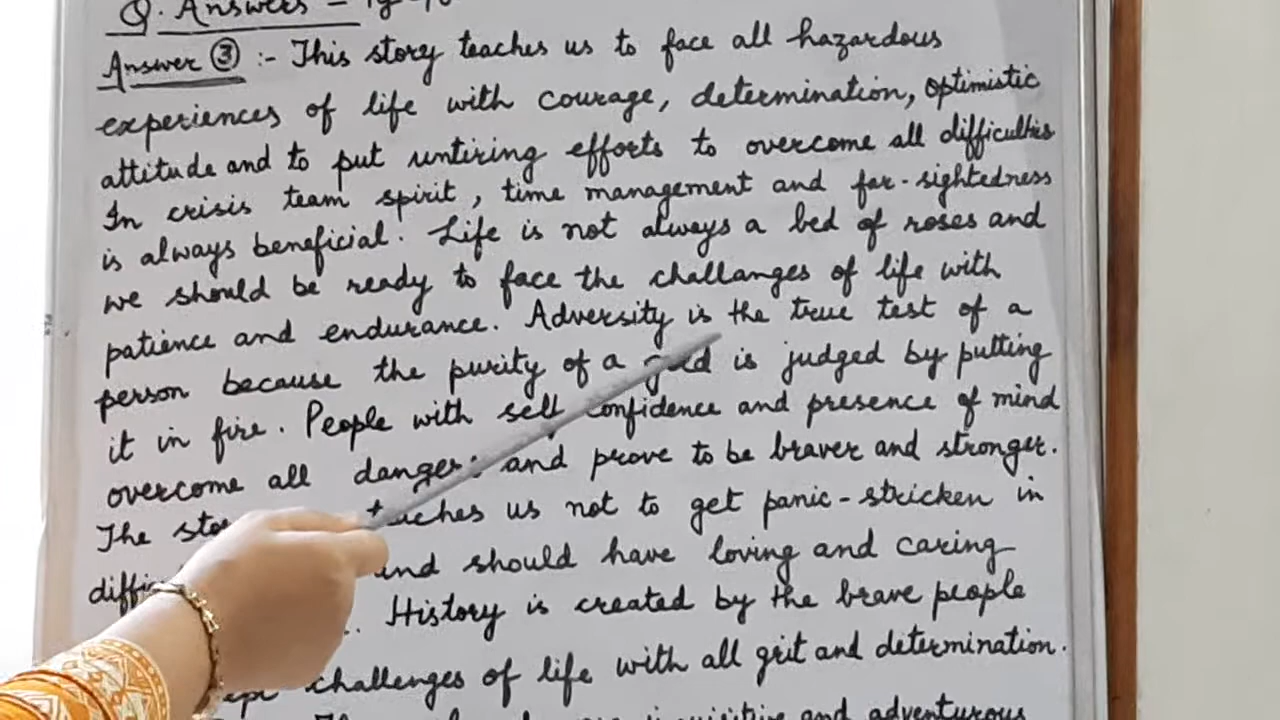 Q. Answers -
Answer ③ :- This story teaches us to face all hazardous
experiences of life with courage, determination, optimistic
attitude and to put untiring efforts to overcome all difficulties
In crisis team spirit, time management and far-sightedness
is always beneficial. Life is not always a bed of roses and
we should be ready to face the challanges of life with
patience and endurance. Adversity is the true test of a
person because the purity of a gold is judged by putting
it in fire. People with self confidence and presence of mind
overcome all dangers and prove to be braver and stronger.
The teaches us not to get panic-stricken in
and should have loving and caring
History is created by the brave people
challenges of life with all grit and determination.
and adventurous